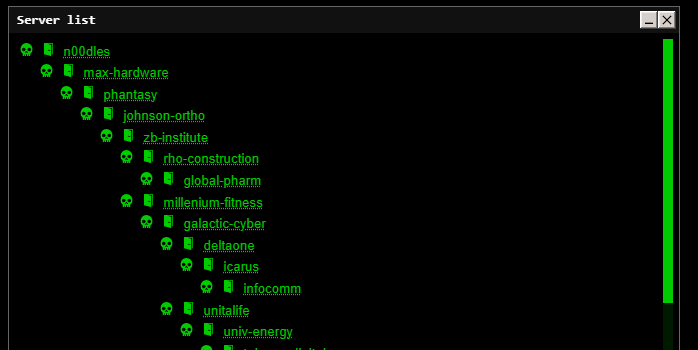 Server list
n00dles
max-hardware
phantasy
johnson-ortho
zb-institute
rho-construction
global-pharm
millenium-fitness
galactic-cyber
deltaone
icarus
infocomm
unitalife
univ-energy